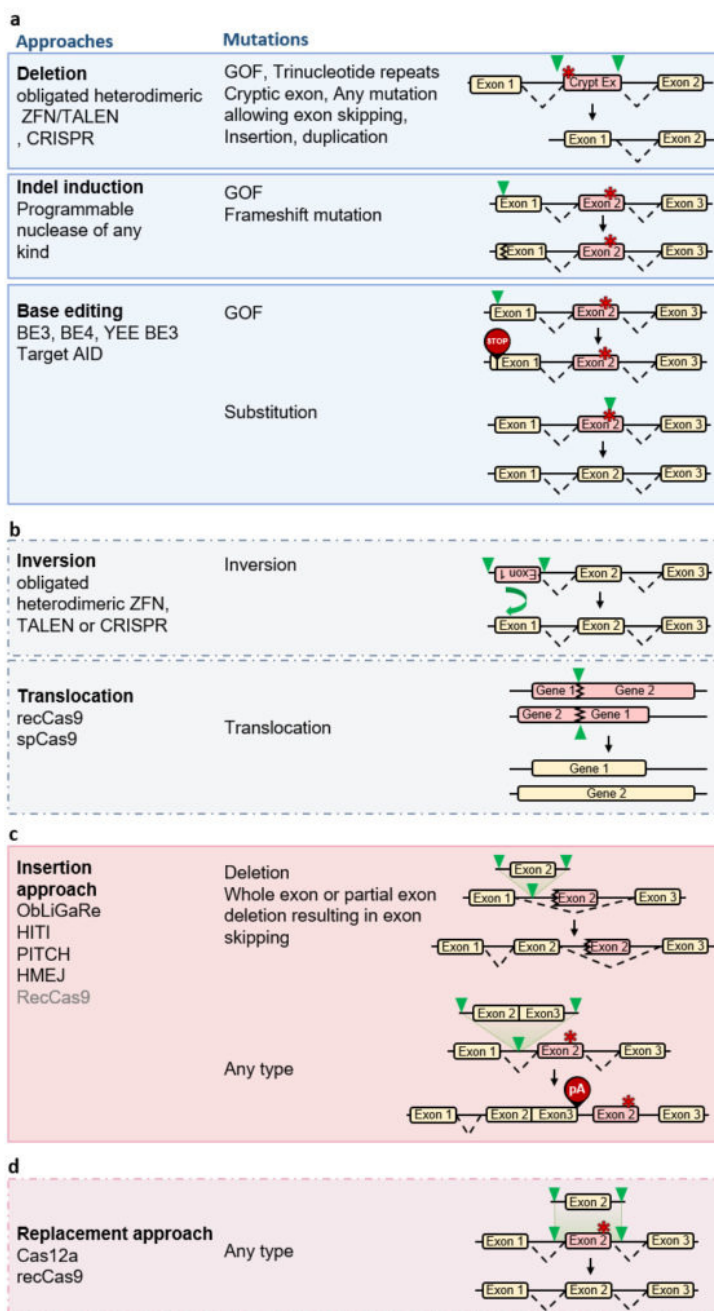 a
Approaches Mutations
Deletion
obligated heterodimeric
ZFN/TALEN
, CRISPR
GOF, Trinucleotide repeats
Cryptic exon, Any mutation
allowing exon skipping,
Insertion, duplication
Exon 1 Crypt Ex Exon 2
Exon 1 Exon 2
Indel induction
Programmable
nuclease of any
kind
GOF
Frameshift mutation
Exon 1 Exon 2 Exon 3
Exon 1 Exon 2 Exon 3
Base editing
BE3, BE4, YEE BE3
Target AID
GOF
Exon 1 Exon 2 Exon 3
STOP
Exon 1 Exon 2 Exon 3
Substitution
Exon 1 Exon 2 Exon 3
Exon 1 Exon 2 Exon 3
b
Inversion
obligated
heterodimeric ZFN,
TALEN or CRISPR
Inversion
Exon 1 Exon 2 Exon 3
Exon 1 Exon 2 Exon 3
Translocation
recCas9
spCas9
Translocation
Gene 1 Gene 2
Gene 2 Gene 1
Gene 1
Gene 2
c
Insertion
approach
ObLiGaRe
HITI
PITCH
HMEJ
RecCas9
Deletion
Whole exon or partial exon
deletion resulting in exon
skipping
Exon 2
Exon 1 Exon 2 Exon 3
Exon 1 Exon 2 Exon 2 Exon 3
Any type
Exon 2 Exon3
Exon 1 Exon 2 Exon 3
pA
Exon 1 Exon 2 Exon3 Exon 2 Exon 3
d
Replacement approach
Cas12a
recCas9
Any type
Exon 2
Exon 1 Exon 2 Exon 3
Exon 1 Exon 2 Exon 3